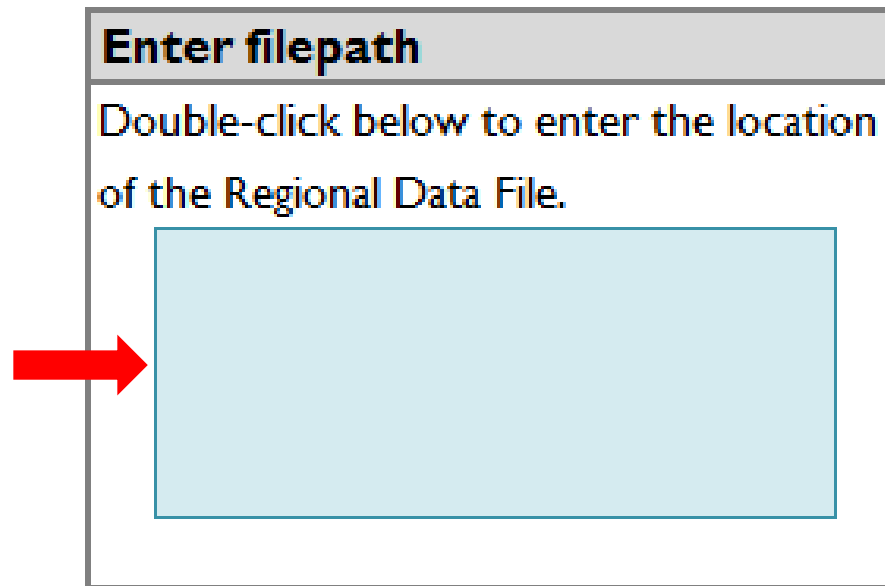 Enter filepath
Double-click below to enter the location
of the Regional Data File.